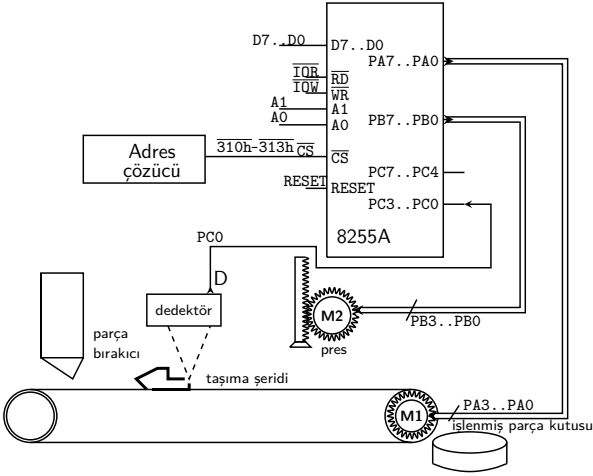 D7..D0
D7..D0
PA7..PA0
IOR
RD
IOW
WR
A1
A1
A0
A0
PB7..PB0
Adres
çözücü
310h-313h
CS
CS
PC7..PC4
RESET
RESET
PC3..PC0
8255A
PC0
D
dedektör
parça
bırakıcı
M2
PB3..PB0
pres
taşıma şeridi
M1
PA3..PA0
işlenmiş parça kutusu